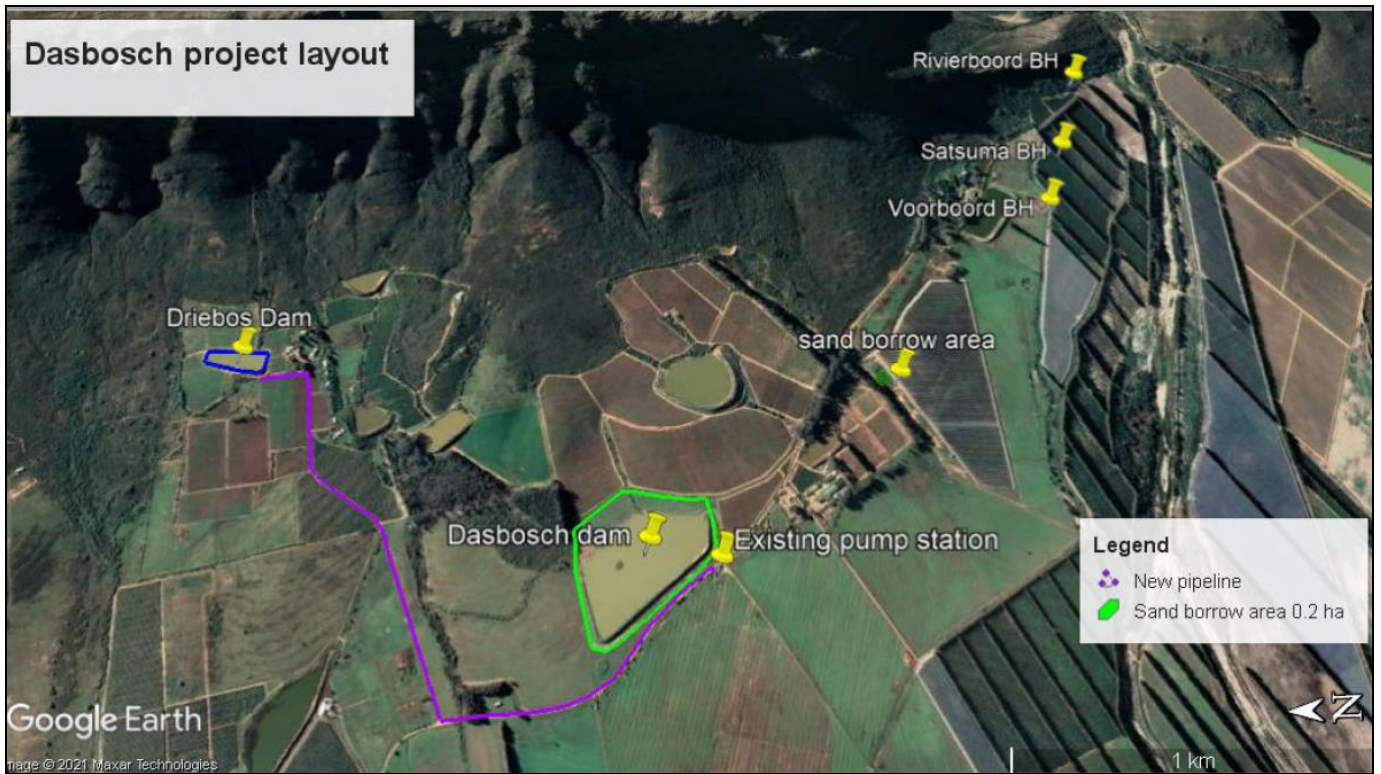 Dasbosch project layout
Rivierboord BH
Satsuma BH
Voorboord BH
Driebos Dam
sand borrow area
Dasbosch dam
Existing pump station
Legend
New pipeline
Sand borrow area 0.2 ha
N
Google Earth
mage © 2021 Maxar Technologies
1 km